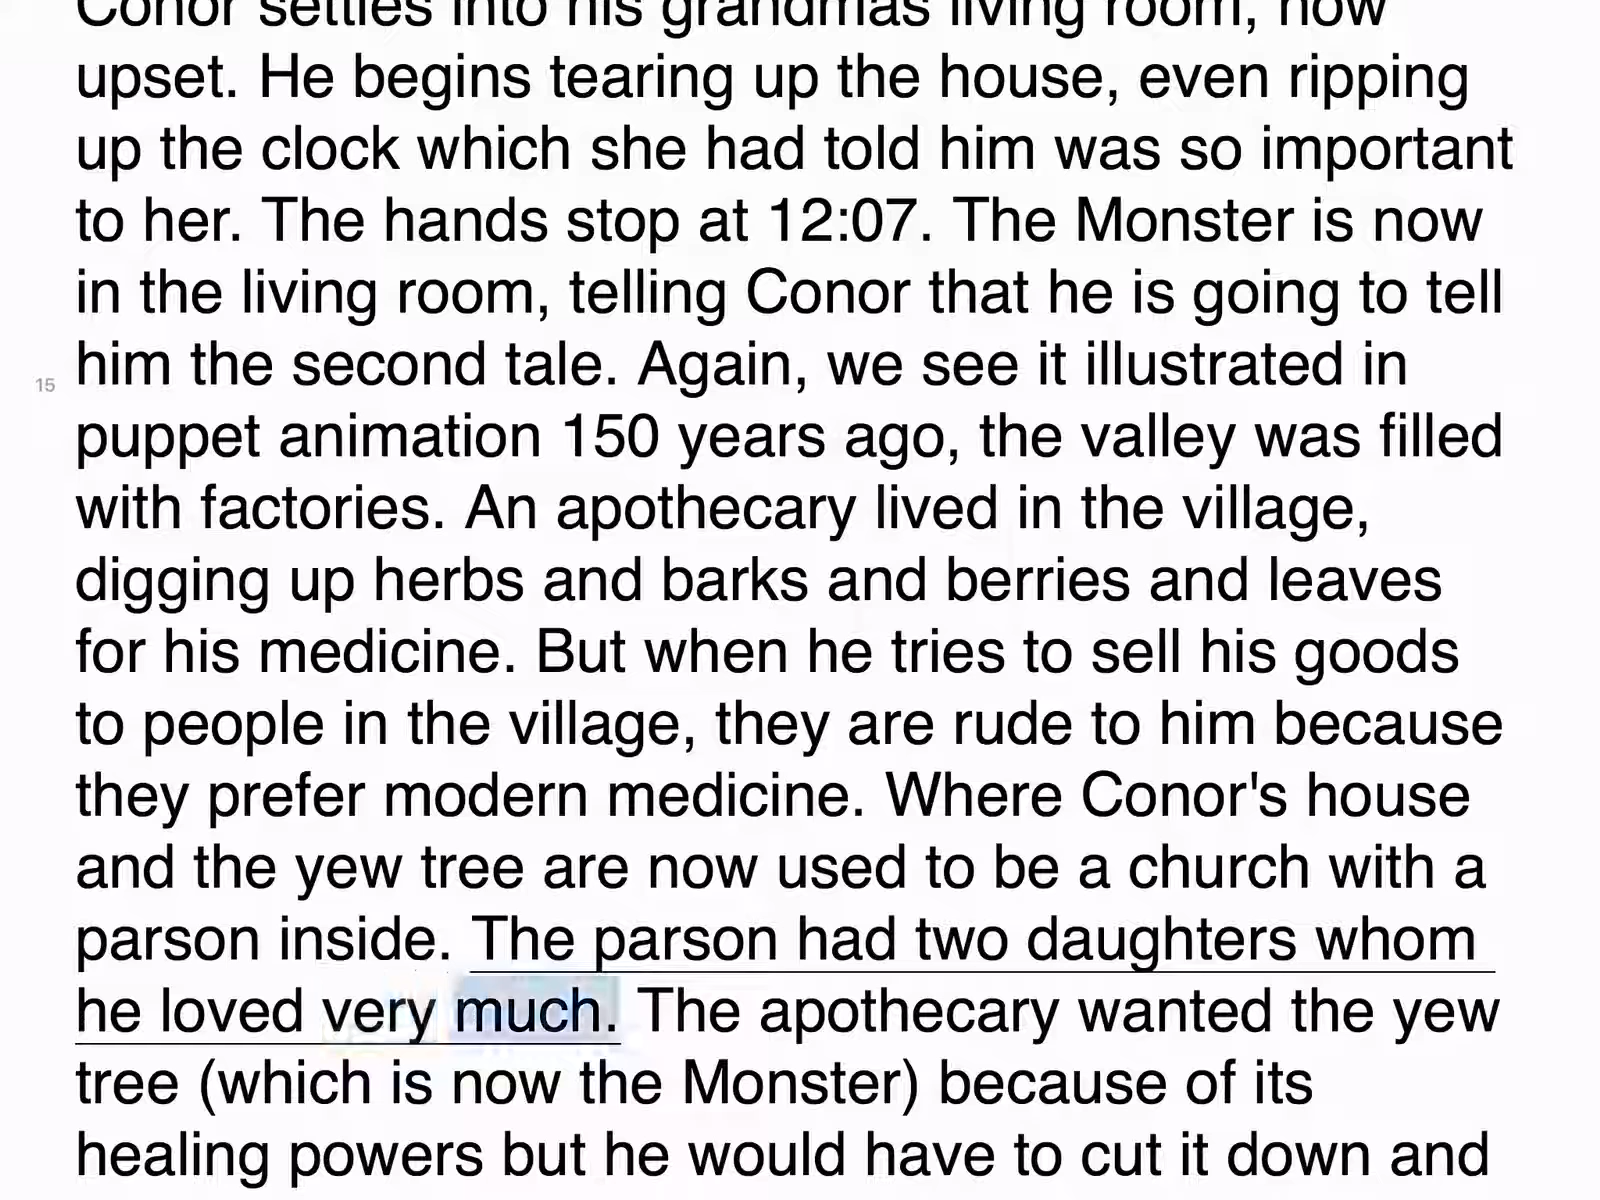 Conor settles into his grandmas living room, now
upset. He begins tearing up the house, even ripping
up the clock which she had told him was so important
to her. The hands stop at 12:07. The Monster is now
in the living room, telling Conor that he is going to tell
him the second tale. Again, we see it illustrated in
15
puppet animation 150 years ago, the valley was filled
with factories. An apothecary lived in the village,
digging up herbs and barks and berries and leaves
for his medicine. But when he tries to sell his goods
to people in the village, they are rude to him because
they prefer modern medicine. Where Conor's house
and the yew tree are now used to be a church with a
parson inside. The parson had two daughters whom
he loved very much. The apothecary wanted the yew
tree (which is now the Monster) because of its
healing powers but he would have to cut it down and